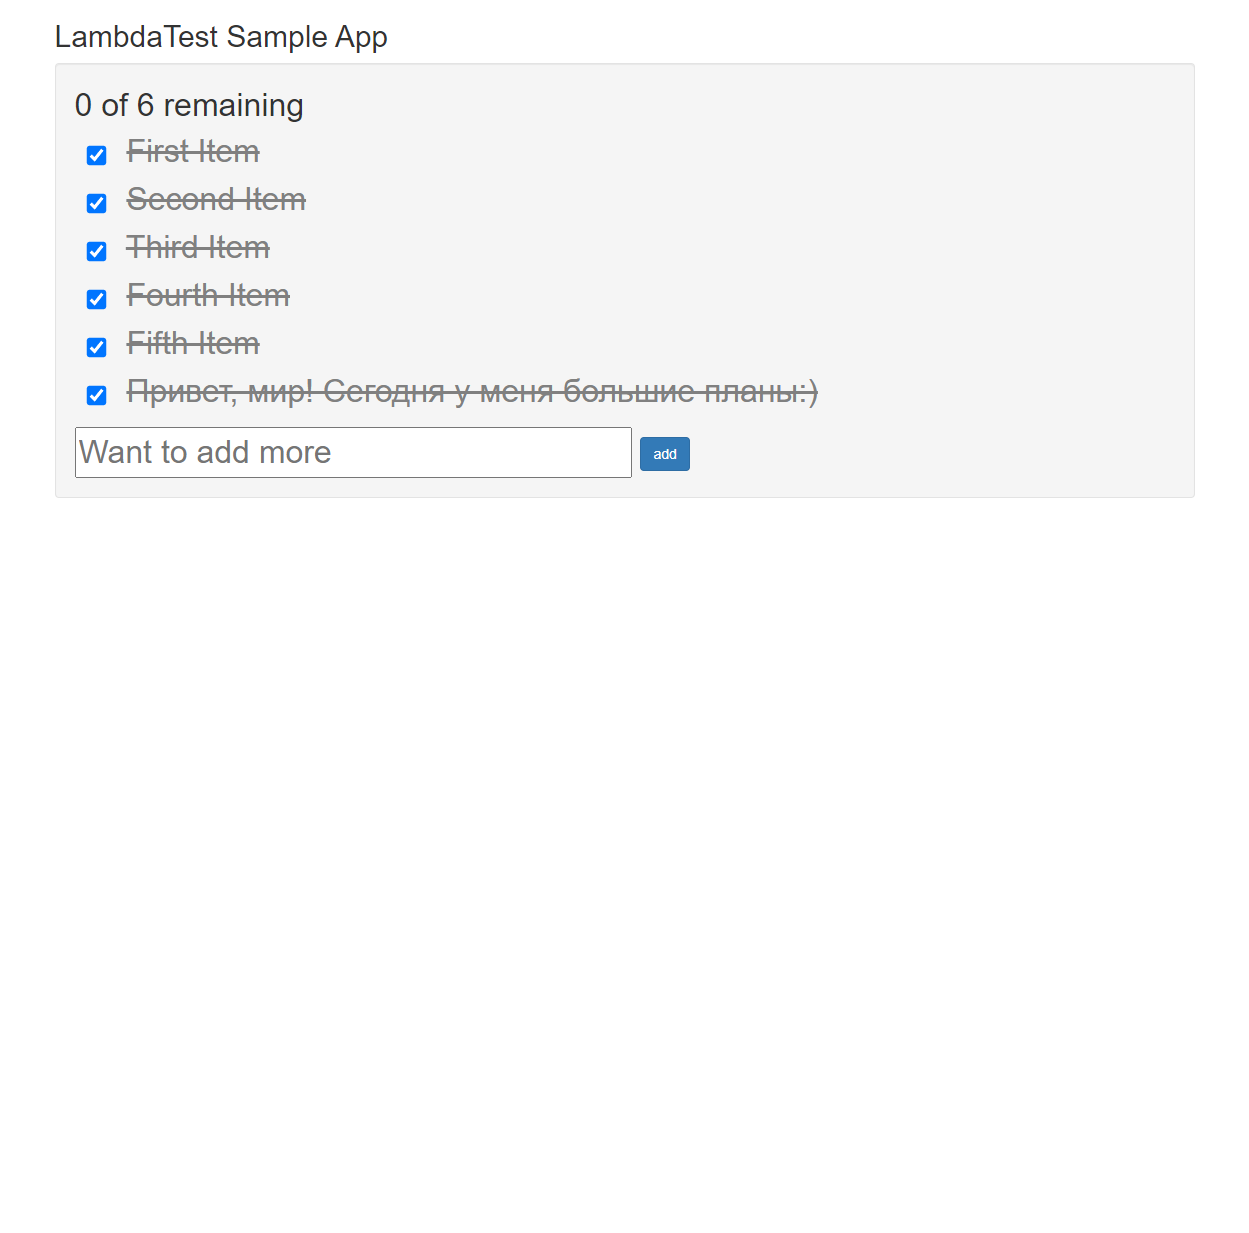 LambdaTest Sample App
0 of 6 remaining
First Item
Second Item
Third Item
Fourth Item
Fifth Item
Привет, мир! Сегодня у меня большие планы:)
Want to add more add